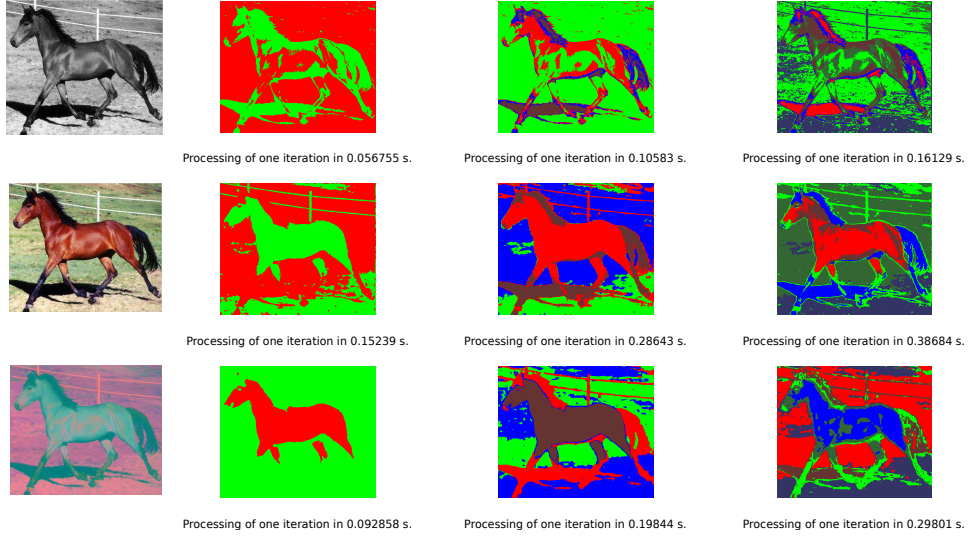 Processing of one iteration in 0.056755 s.
Processing of one iteration in 0.10583 s.
Processing of one iteration in 0.16129 s.
Processing of one iteration in 0.15239 s.
Processing of one iteration in 0.28643 s.
Processing of one iteration in 0.38684 s.
Processing of one iteration in 0.092858 s.
Processing of one iteration in 0.19844 s.
Processing of one iteration in 0.29801 s.